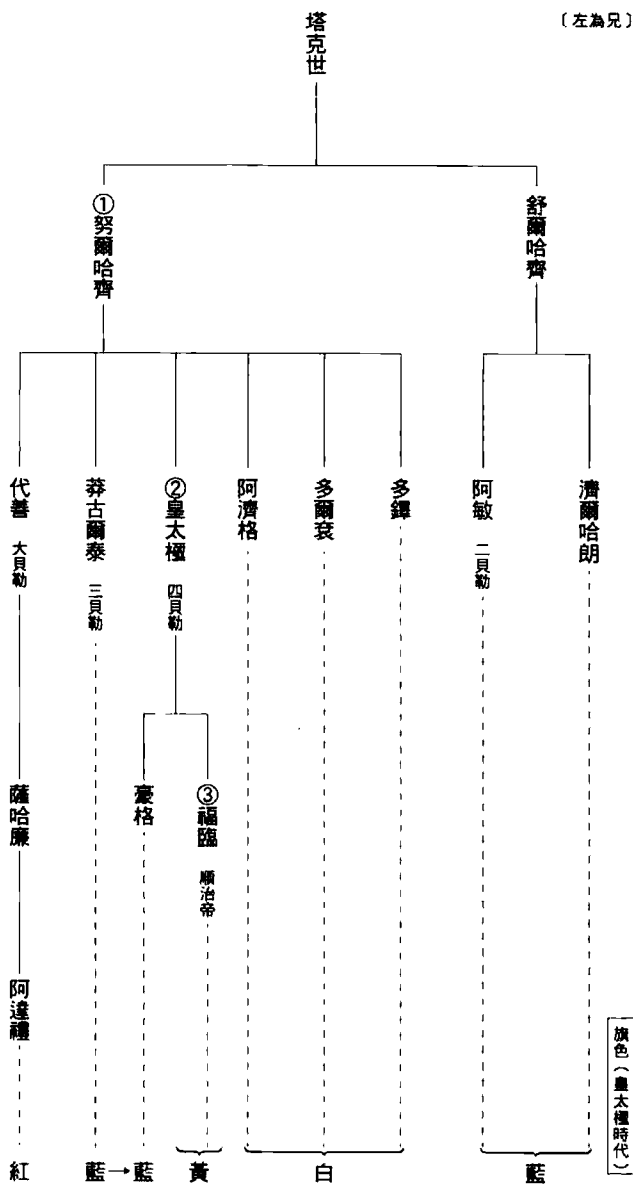 〔左為兄〕
塔克世
①努爾哈齊
舒爾哈齊
代善 大貝勒
莽古爾泰 三貝勒
②皇太極 四貝勒
阿濟格
多爾袞
多鐸
阿敏 二貝勒
濟爾哈朗
薩哈廉
豪格
③福臨 順治帝
阿達禮
旗色（皇太極時代）
紅
藍→藍
黃
白
藍